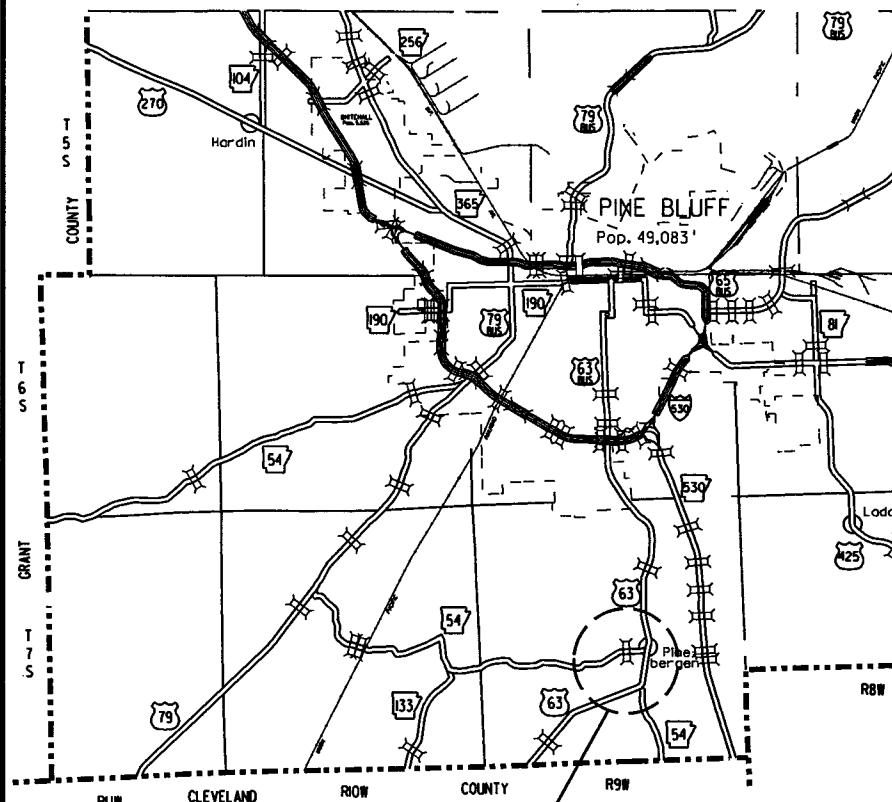 79
BUS
256
104
270
Hardin
WHITEHALL
79
BUS
T
5
S
COUNTY
365
PINE BLUFF
Pop. 49,083
65
BUS
190
190
79
BUS
81
T
6
S
63
BUS
530
54
530
425
GRANT
63
54
T
7
S
Pine
bergen
R8W
79
133
63
54
CLEVELAND
R10W
COUNTY
R9W